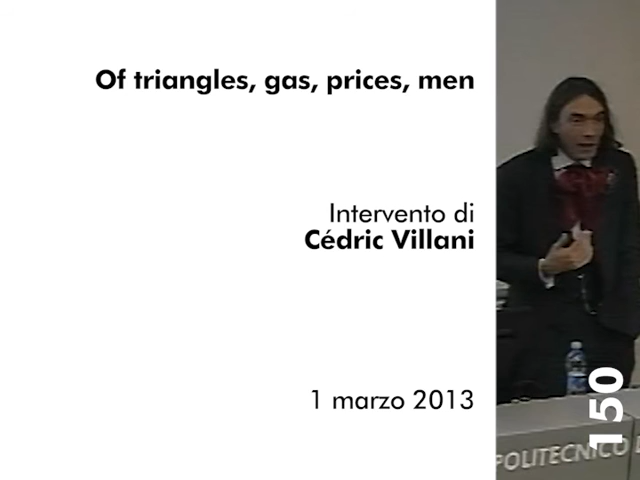 Of triangles, gas, prices, men
Intervento di
Cédric Villani
1 marzo 2013
150
POLITECNICO